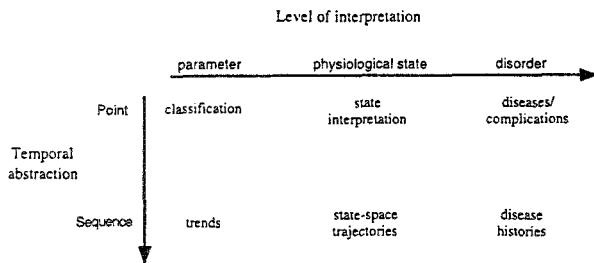 Level of interpretation
parameter physiological state disorder
Point classification state interpretation diseases/ complications
Temporal abstraction
Sequence trends state-space trajectories disease histories